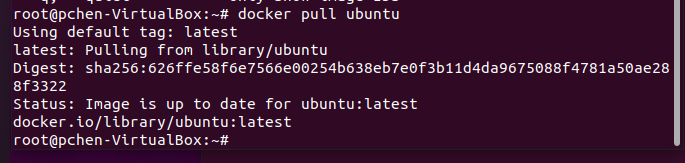 root@pchen-VirtualBox:~# docker pull ubuntu
Using default tag: latest
latest: Pulling from library/ubuntu
Digest: sha256:626ffe58f6e7566e00254b638eb7e0f3b11d4da9675088f4781a50ae28
8f3322
Status: Image is up to date for ubuntu:latest
docker.io/library/ubuntu:latest
root@pchen-VirtualBox:~#